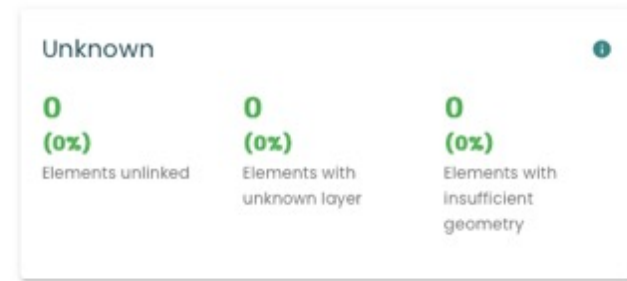 Unknown
0
(0%)
Elements unlinked
0
(0%)
Elements with
unknown layer
0
(0%)
Elements with
insufficient
geometry